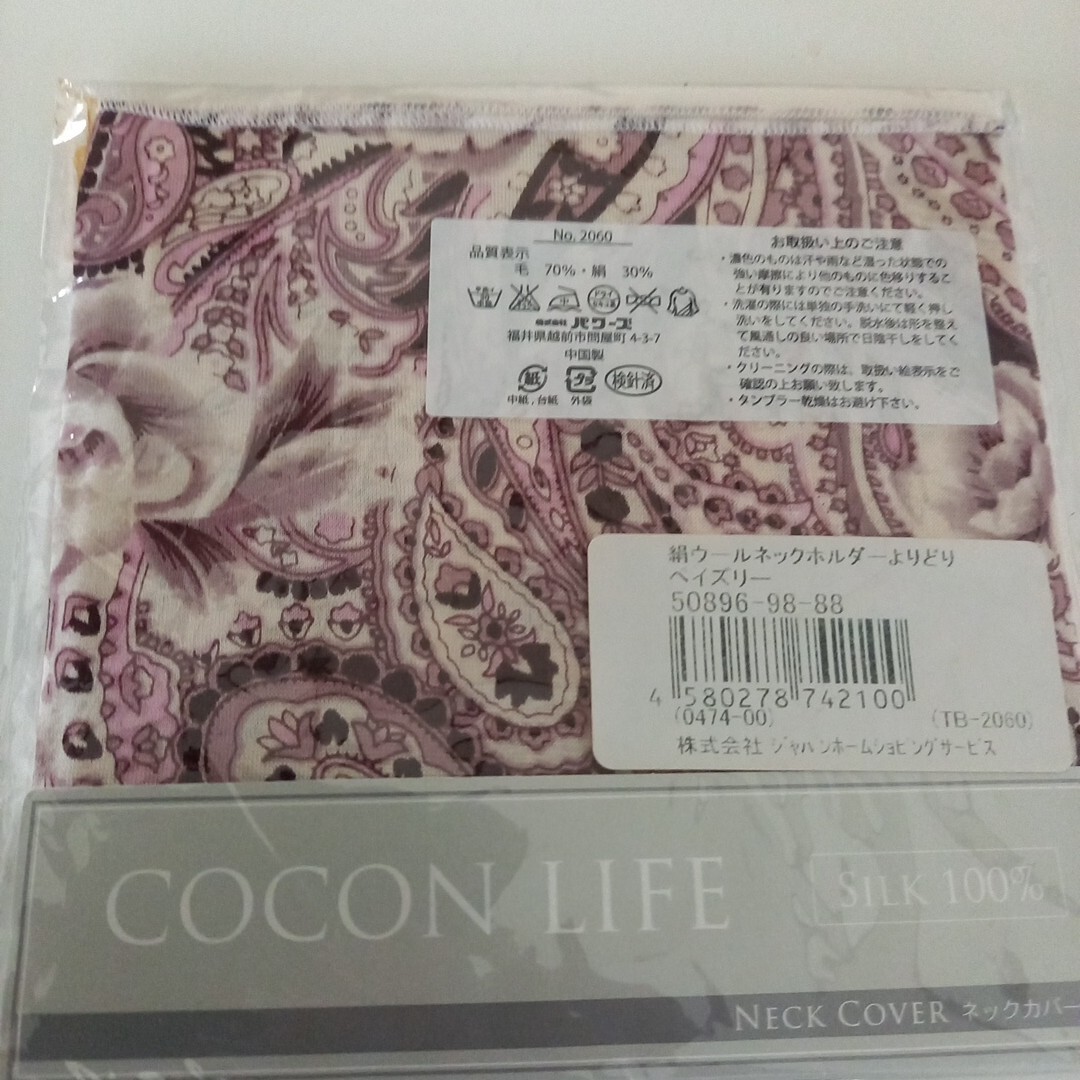 No. 2060
品質表示
毛 70%・絹 30%
株式会社 パワーズ
福井県越前市問屋町 4-3-7
中国製
紙 プラ 検針済
中紙,台紙 外袋
お取扱い上のご注意
・濃色のものは汗や雨など湿った状態での
強い摩擦により他のものに色移りするこ
とが有りますのでご注意ください。
・洗濯の際には単独の手洗いにて軽く押し
洗いをしてください。脱水後は形を整え
て風通しの良い場所で日陰干しをしてく
ださい。
・クリーニングの際は、取扱い絵表示をご
確認の上お願い致します。
・タンブラー乾燥はお避け下さい。
絹ウールネックホルダーよりどり
ペイズリー
50896-98-88
4 580278 742100
(0474-00) (TB-2060)
株式会社 ジャパンホームショッピングサービス
COCON LIFE
SILK 100%
NECK COVER ネックカバー